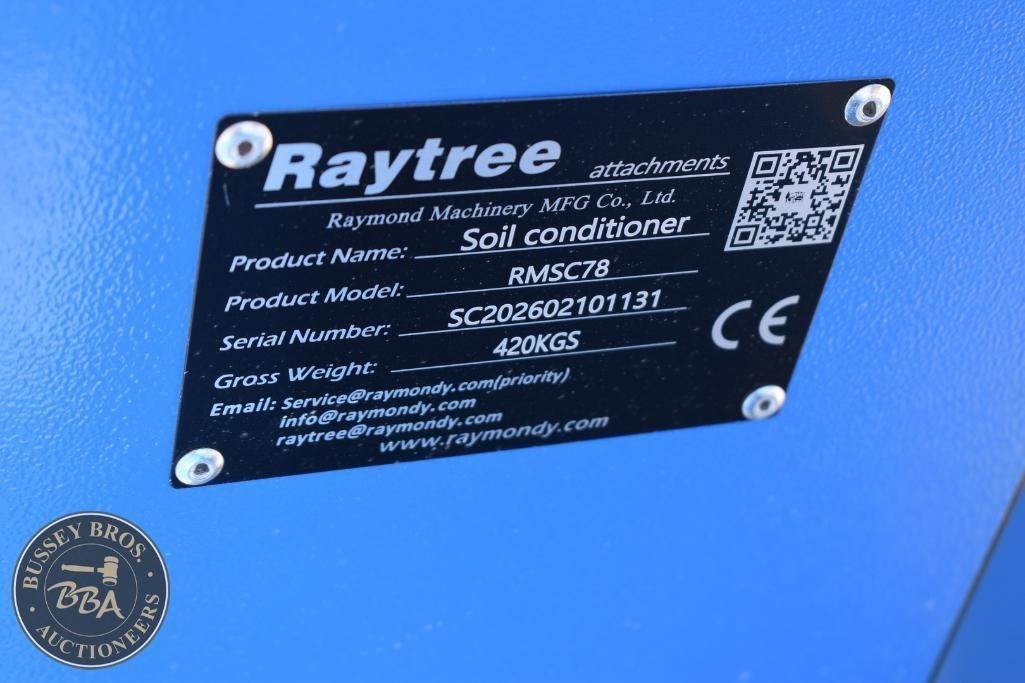 Raytree attachments
Raymond Machinery MFG Co., Ltd.
Product Name: Soil conditioner
Product Model: RMSC78
Serial Number: SC202602101131
Gross Weight: 420KGS
Email: Service@raymondy.com(priority)
info@raymondy.com
raytree@raymondy.com
www.raymondy.com
CE
BUSSEY BROS.
BBA
AUCTIONEERS